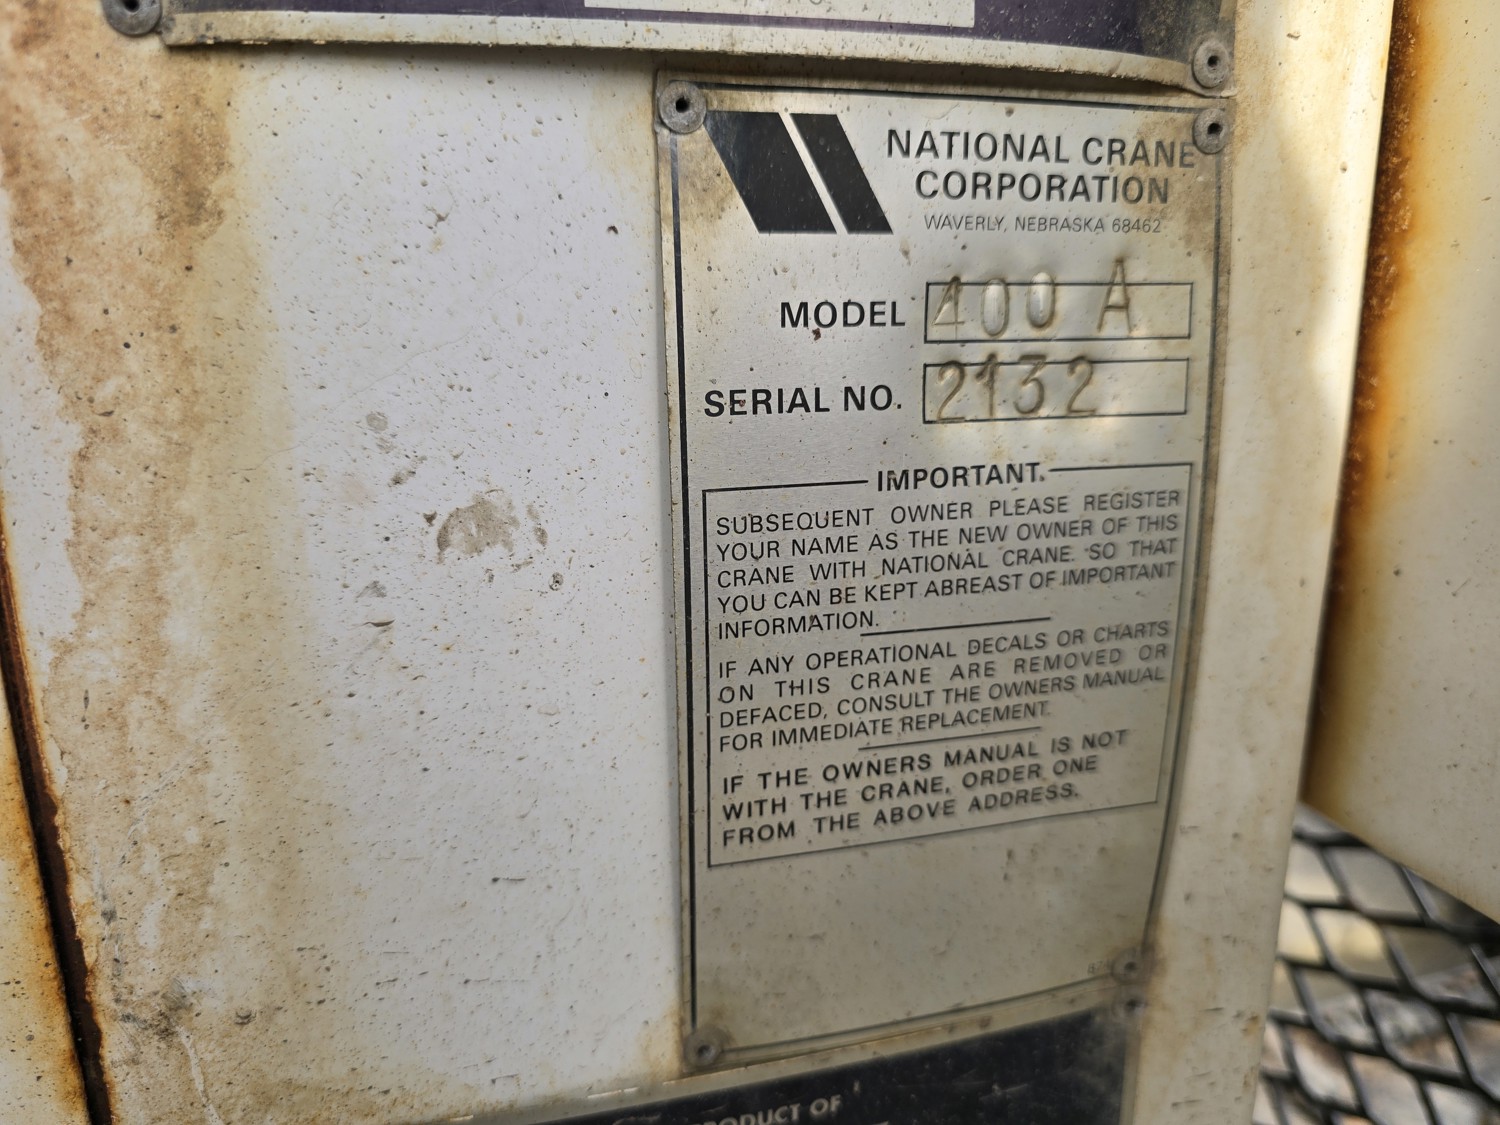 NATIONAL CRANE
CORPORATION
WAVERLY, NEBRASKA 68462
MODEL 400 A
SERIAL NO. 2132
IMPORTANT.
SUBSEQUENT OWNER PLEASE REGISTER
YOUR NAME AS THE NEW OWNER OF THIS
CRANE WITH NATIONAL CRANE. SO THAT
YOU CAN BE KEPT ABREAST OF IMPORTANT
INFORMATION.
IF ANY OPERATIONAL DECALS OR CHARTS
ON THIS CRANE ARE REMOVED OR
DEFACED, CONSULT THE OWNERS MANUAL
FOR IMMEDIATE REPLACEMENT.
IF THE OWNERS MANUAL IS NOT
WITH THE CRANE, ORDER ONE
FROM THE ABOVE ADDRESS.
PRODUCT OF